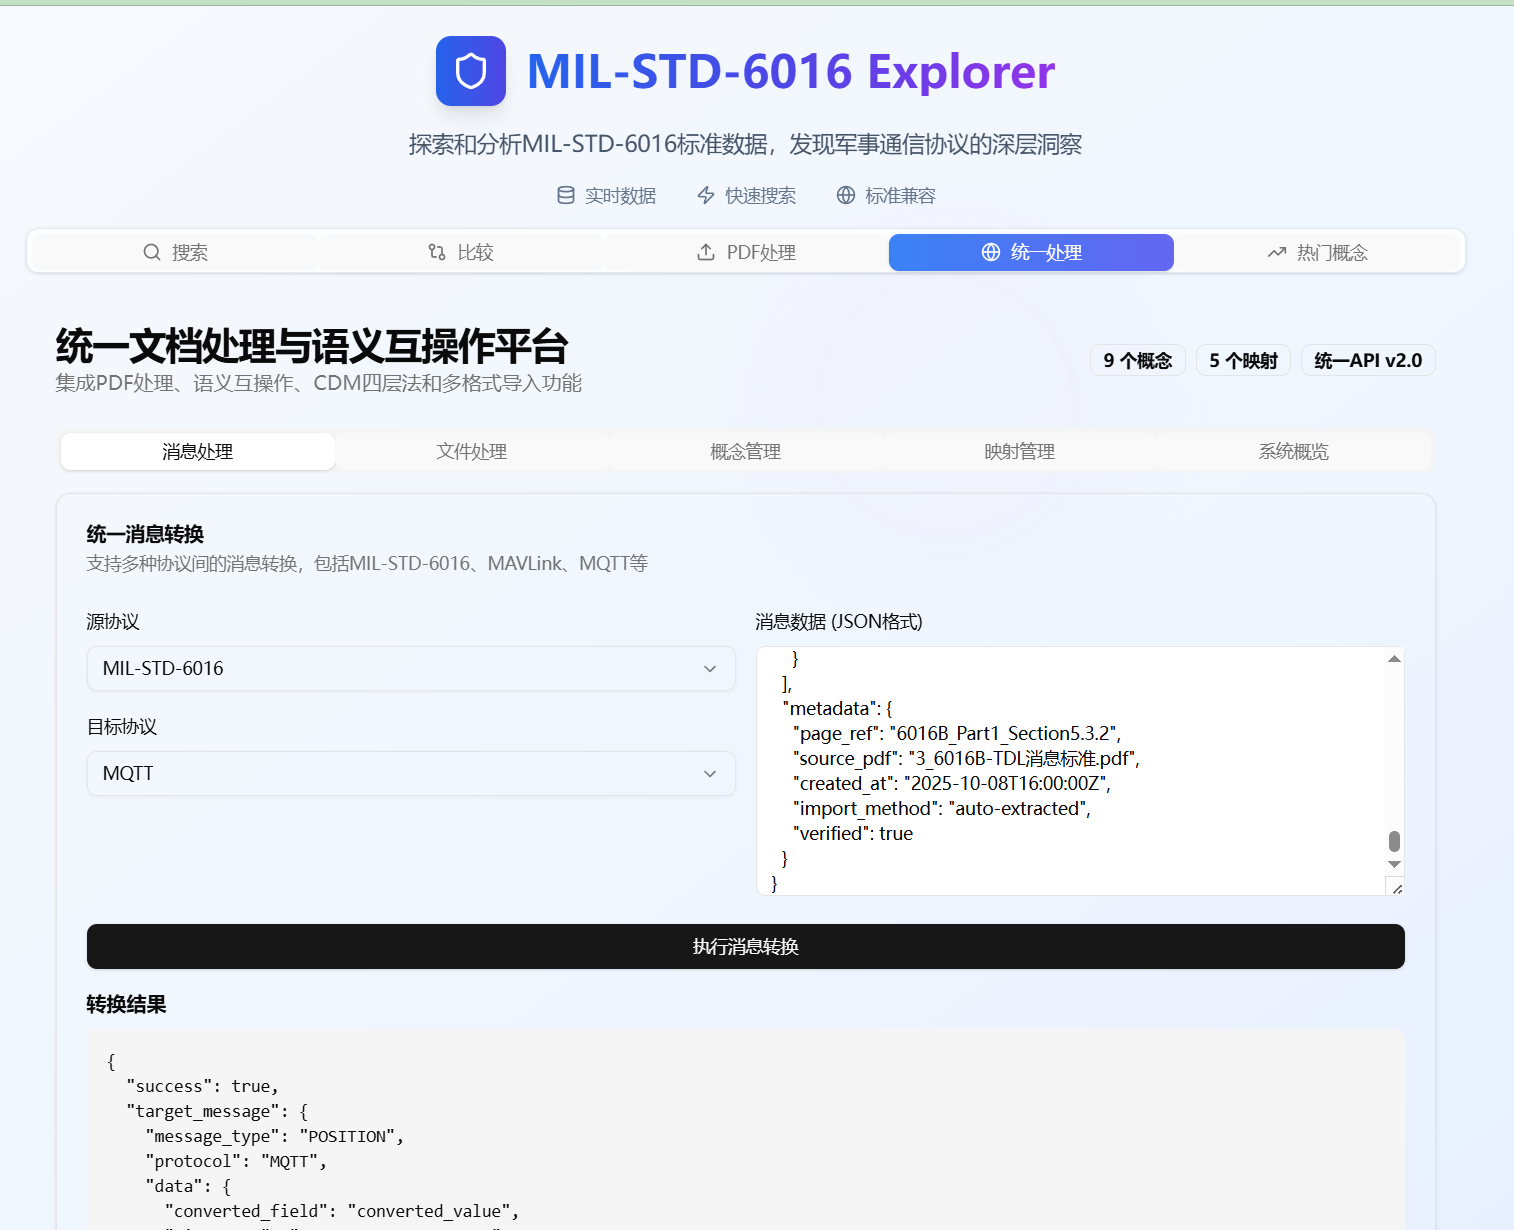 MIL-STD-6016 Explorer
探索和分析MIL-STD-6016标准数据，发现军事通信协议的深层洞察
实时数据 快速搜索 标准兼容
搜索 比较 PDF处理 统一处理 热门概念
统一文档处理与语义互操作平台
集成PDF处理、语义互操作、CDM四层法和多格式导入功能
9 个概念 5 个映射 统一API v2.0
消息处理 文件处理 概念管理 映射管理 系统概览
统一消息转换
支持多种协议间的消息转换，包括MIL-STD-6016、MAVLink、MQTT等
源协议
MIL-STD-6016
目标协议
MQTT
消息数据 (JSON格式)
}
],
"metadata": {
"page_ref": "6016B_Part1_Section5.3.2",
"source_pdf": "3_6016B-TDL消息标准.pdf",
"created_at": "2025-10-08T16:00:00Z",
"import_method": "auto-extracted",
"verified": true
}
}
执行消息转换
转换结果
{
"success": true,
"target_message": {
"message_type": "POSITION",
"protocol": "MQTT",
"data": {
"converted_field": "converted_value",